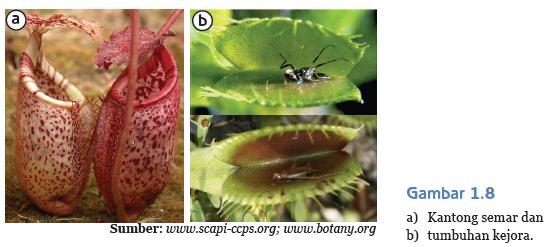 a
b
Sumber: www.scapi-ccps.org; www.botany.org
Gambar 1.8
a) Kantong semar dan
b) tumbuhan kejora.